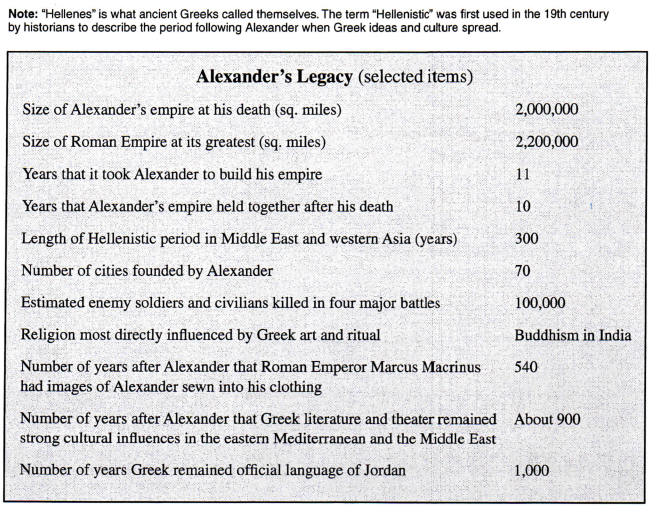 Note: “Hellenes” is what ancient Greeks called themselves. The term “Hellenistic” was first used in the 19th century
by historians to describe the period following Alexander when Greek ideas and culture spread.
Alexander’s Legacy (selected items)
Size of Alexander’s empire at his death (sq. miles) 2,000,000
Size of Roman Empire at its greatest (sq. miles) 2,200,000
Years that it took Alexander to build his empire 11
Years that Alexander’s empire held together after his death 10
Length of Hellenistic period in Middle East and western Asia (years) 300
Number of cities founded by Alexander 70
Estimated enemy soldiers and civilians killed in four major battles 100,000
Religion most directly influenced by Greek art and ritual Buddhism in India
Number of years after Alexander that Roman Emperor Marcus Macrinus 540
had images of Alexander sewn into his clothing
Number of years after Alexander that Greek literature and theater remained About 900
strong cultural influences in the eastern Mediterranean and the Middle East
Number of years Greek remained official language of Jordan 1,000